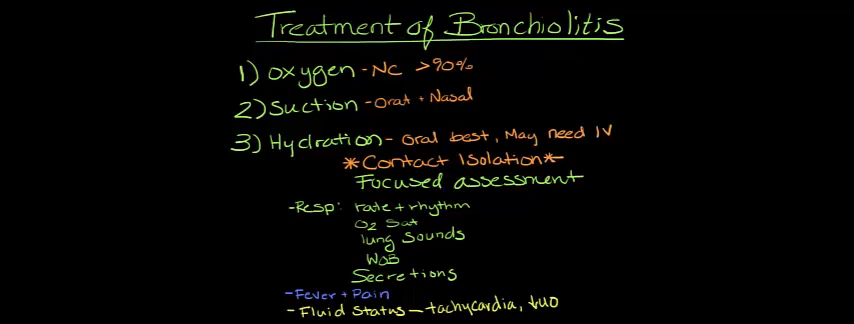 Treatment of Bronchiolitis
1) Oxygen - NC >90%
2) Suction - Oral + Nasal
3) Hydration - Oral best, May need IV
*Contact Isolation*
Focused assessment
-Resp: rate + rhythm
O2 Sat
lung Sounds
WOB
Secretions
-Fever + Pain
-Fluid Status - tachycardia, ↓UO